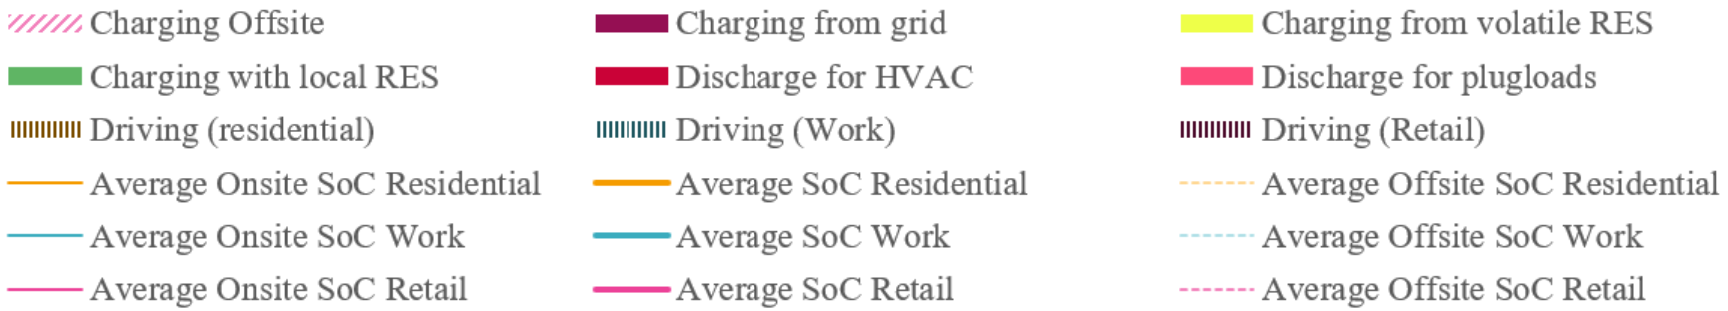 Charging Offsite Charging from grid Charging from volatile RES
Charging with local RES Discharge for HVAC Discharge for plugloads
Driving (residential) Driving (Work) Driving (Retail)
Average Onsite SoC Residential Average SoC Residential Average Offsite SoC Residential
Average Onsite SoC Work Average SoC Work Average Offsite SoC Work
Average Onsite SoC Retail Average SoC Retail Average Offsite SoC Retail